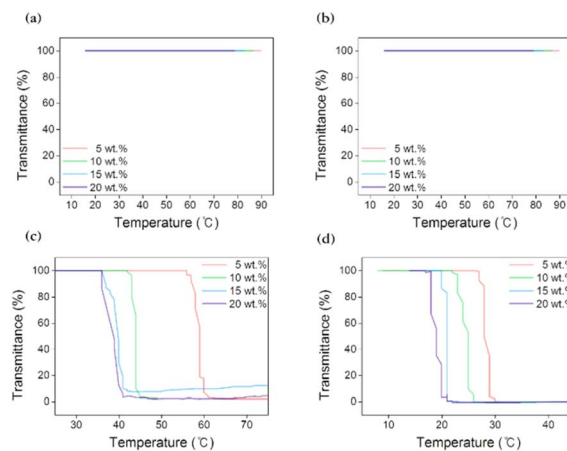 (a)
(b)
Transmittance (%)
100
80
60
40
20
0
5 wt.%
10 wt.%
15 wt.%
20 wt.%
10 20 30 40 50 60 70 80 90
Temperature (℃)
Transmittance (%)
100
80
60
40
20
0
5 wt.%
10 wt.%
15 wt.%
20 wt.%
10 20 30 40 50 60 70 80 90
Temperature (℃)
(c)
(d)
Transmittance (%)
100
80
60
40
20
0
5 wt.%
10 wt.%
15 wt.%
20 wt.%
30 40 50 60 70
Temperature (℃)
Transmittance (%)
100
80
60
40
20
0
5 wt.%
10 wt.%
15 wt.%
20 wt.%
10 20 30 40
Temperature (℃)